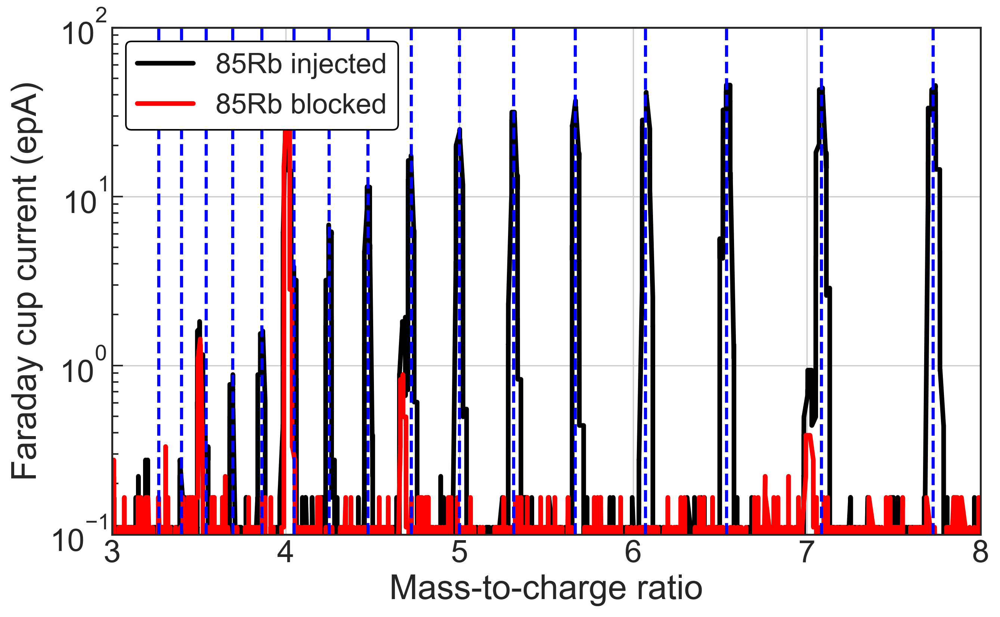 10²
10¹
10⁰
10⁻¹
Faraday cup current (epA)
85Rb injected
85Rb blocked
3 4 5 6 7 8
Mass-to-charge ratio